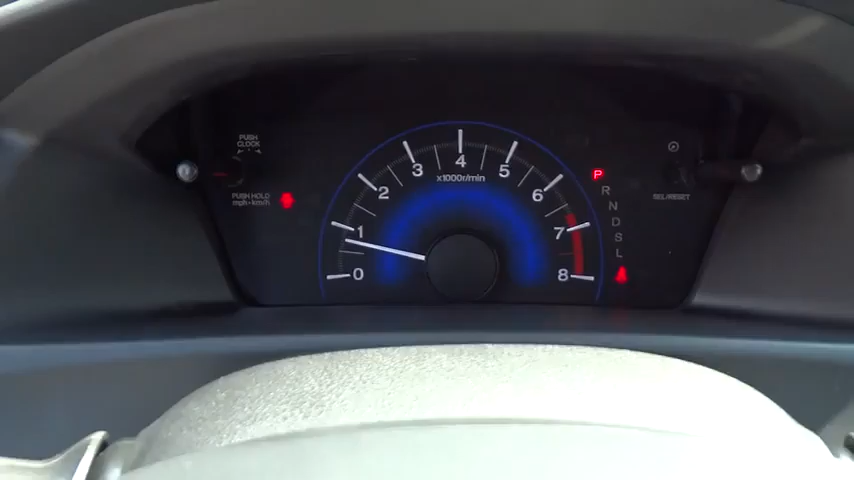 PUSH
CLOCK
PUSH HOLD
mph↔km/h
0
1
2
3
4
5
6
7
8
x1000r/min
P
R
N
D
S
L
SEL/RESET